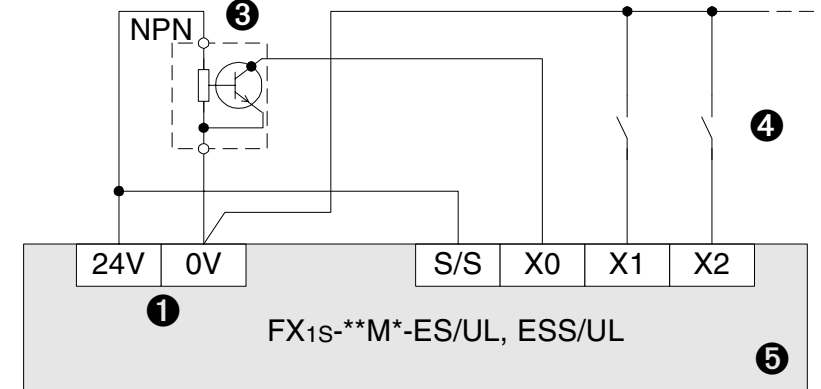 NPN ❸
❹
24V 0V S/S X0 X1 X2
❶
FX1S-**M*-ES/UL, ESS/UL
❺